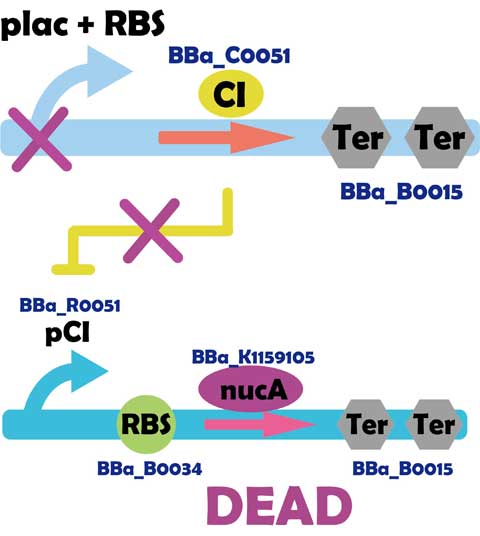 plac + RBS
BBa_C0051
CI
Ter Ter
BBa_B0015
BBa_R0051
pCI
BBa_K1159105
nucA
RBS Ter Ter
BBa_B0034 BBa_B0015
DEAD